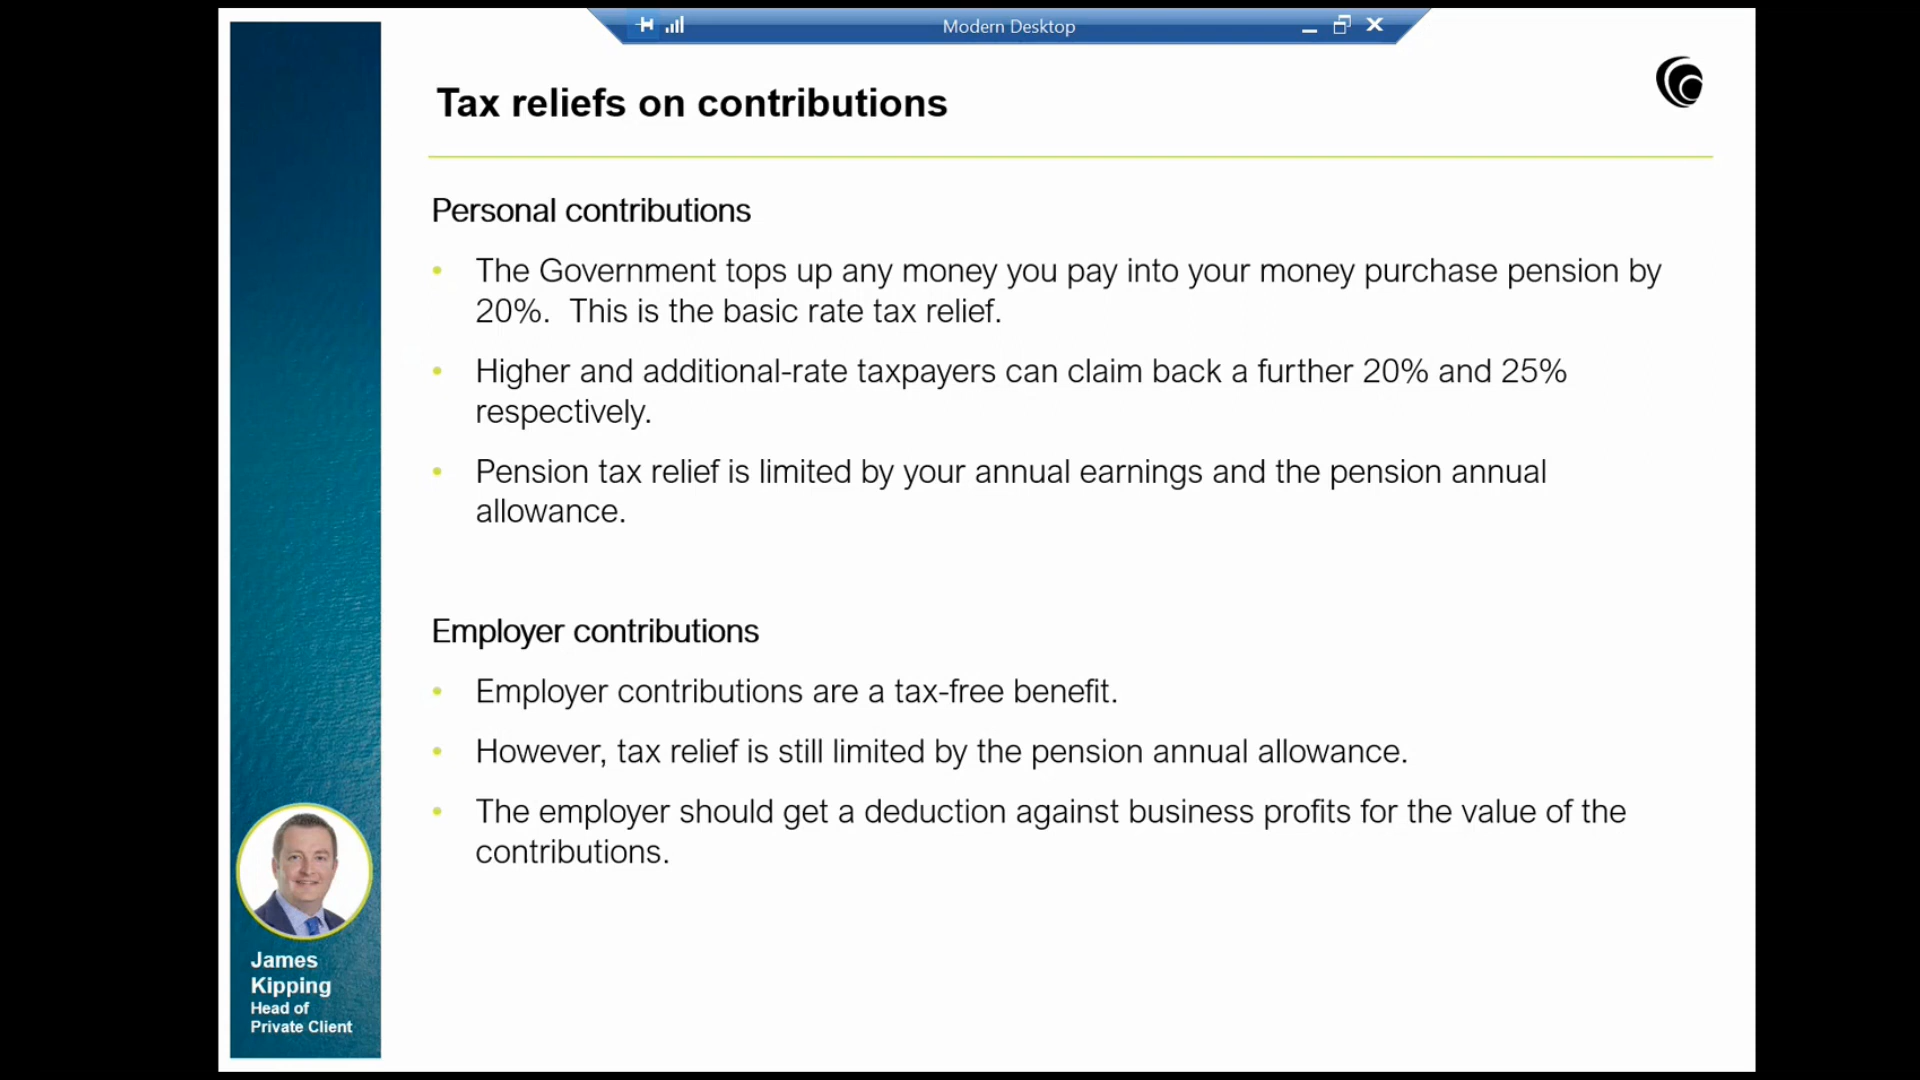 Modern Desktop
Tax reliefs on contributions
Personal contributions
• The Government tops up any money you pay into your money purchase pension by
20%.  This is the basic rate tax relief.
• Higher and additional-rate taxpayers can claim back a further 20% and 25%
respectively.
• Pension tax relief is limited by your annual earnings and the pension annual
allowance.
Employer contributions
• Employer contributions are a tax-free benefit.
• However, tax relief is still limited by the pension annual allowance.
• The employer should get a deduction against business profits for the value of the
contributions.
James
Kipping
Head of
Private Client